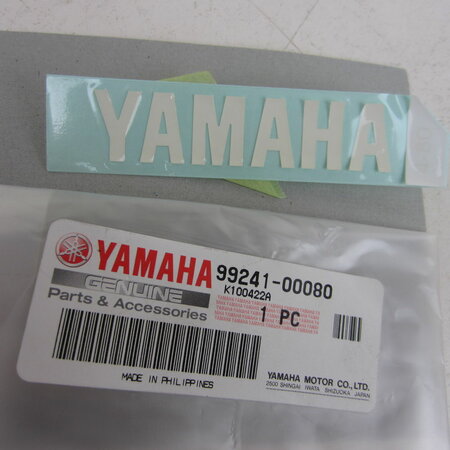 YAMAHA
YAMAHA 99241-00080
GENUINE K100422A
Parts & Accessories 1 PC
MADE IN PHILIPPINES
YAMAHA MOTOR CO., LTD.
2500 SHINGAI, IWATA SHIZUOKA, JAPAN